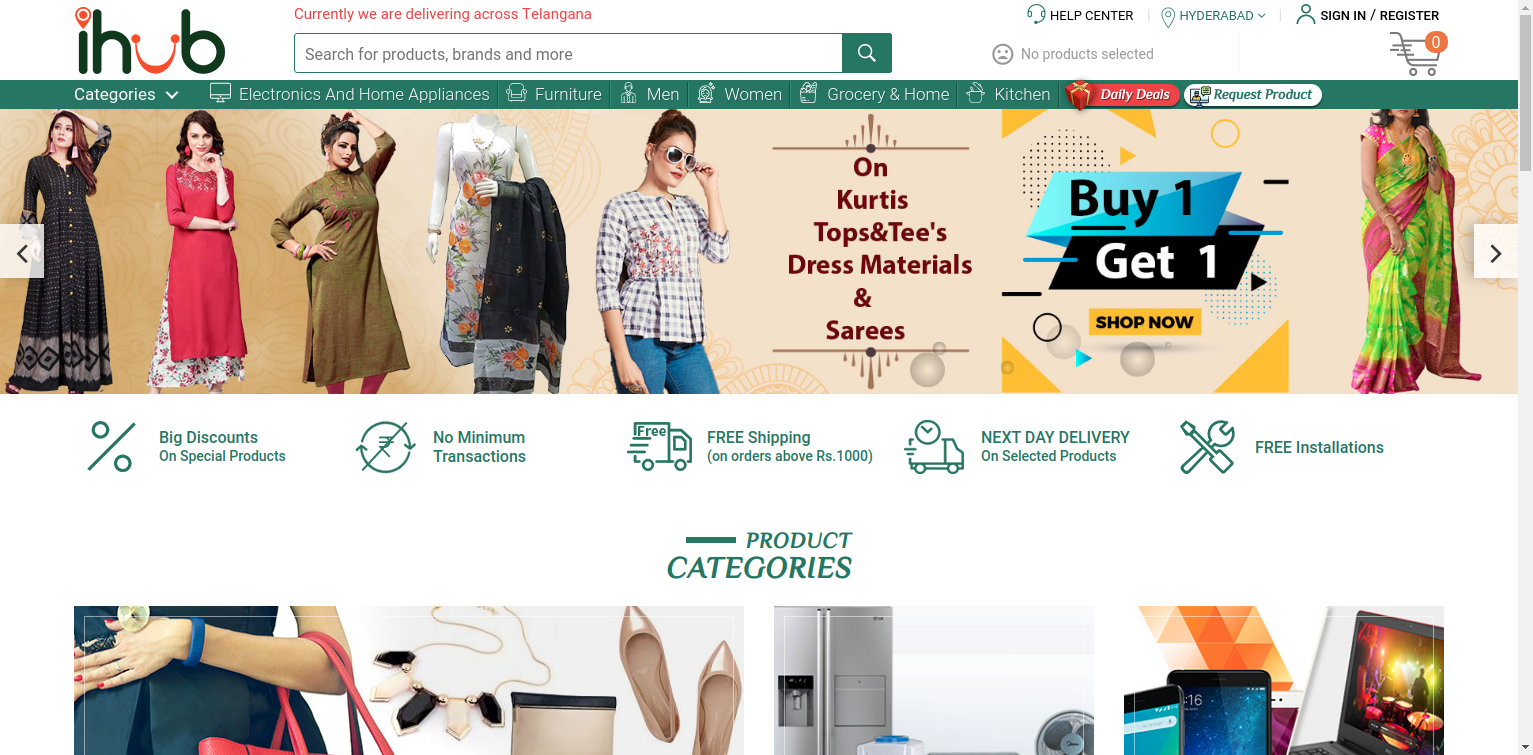 Currently we are delivering across Telangana
HELP CENTER
HYDERABAD
SIGN IN / REGISTER
ihub
Search for products, brands and more
No products selected
0
Categories
Electronics And Home Appliances
Furniture
Men
Women
Grocery & Home
Kitchen
Daily Deals
Request Product
On
Kurtis
Tops&Tee's
Dress Materials
&
Sarees
Buy 1
Get 1
SHOP NOW
Big Discounts
On Special Products
No Minimum
Transactions
Free
FREE Shipping
(on orders above Rs.1000)
NEXT DAY DELIVERY
On Selected Products
FREE Installations
PRODUCT
CATEGORIES